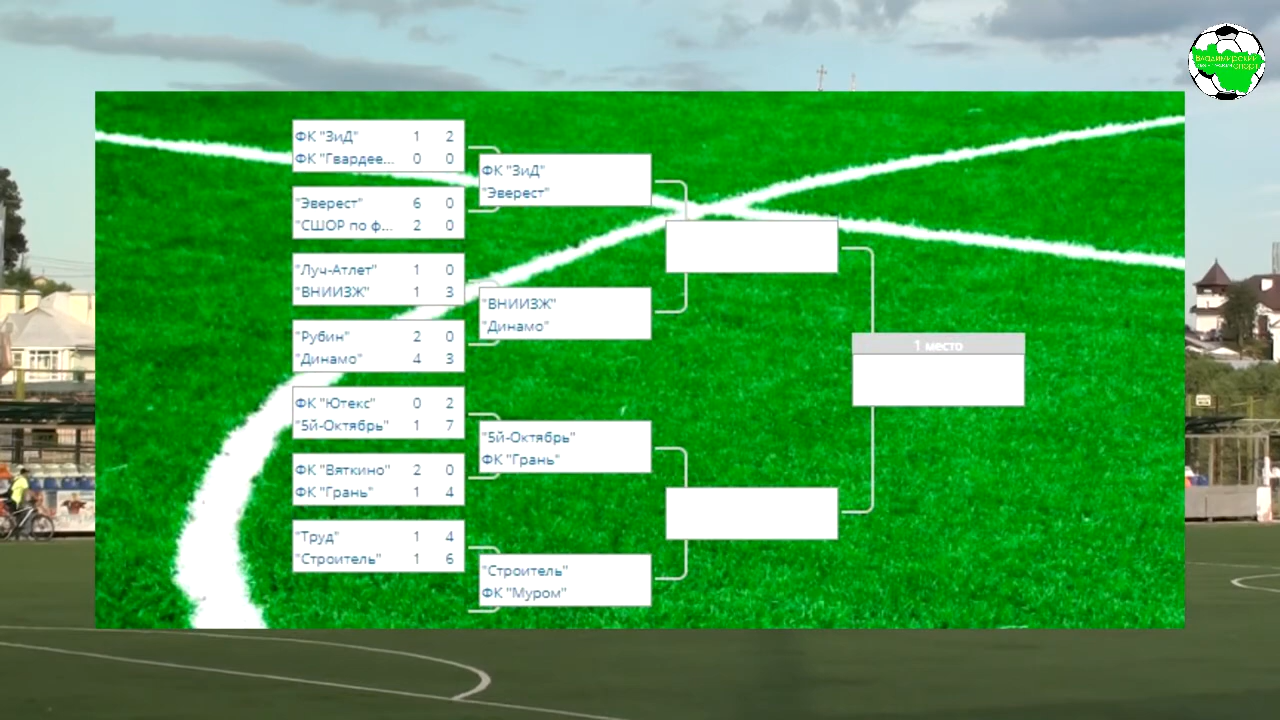 ВЛАДИМИРСКИЙ
СПОРТ
ФК "ЗиД" 1 2
ФК "Гвардее... 0 0
"Эверест" 6 0
"СШОР по ф... 2 0
"Луч-Атлет" 1 0
"ВНИИЗЖ" 1 3
"Рубин" 2 0
"Динамо" 4 3
ФК "Ютекс" 0 2
"5й-Октябрь" 1 7
ФК "Вяткино" 2 0
ФК "Грань" 1 4
"Труд" 1 4
"Строитель" 1 6
ФК "ЗиД"
"Эверест"
"ВНИИЗЖ"
"Динамо"
"5й-Октябрь"
ФК "Грань"
"Строитель"
ФК "Муром"
1 место